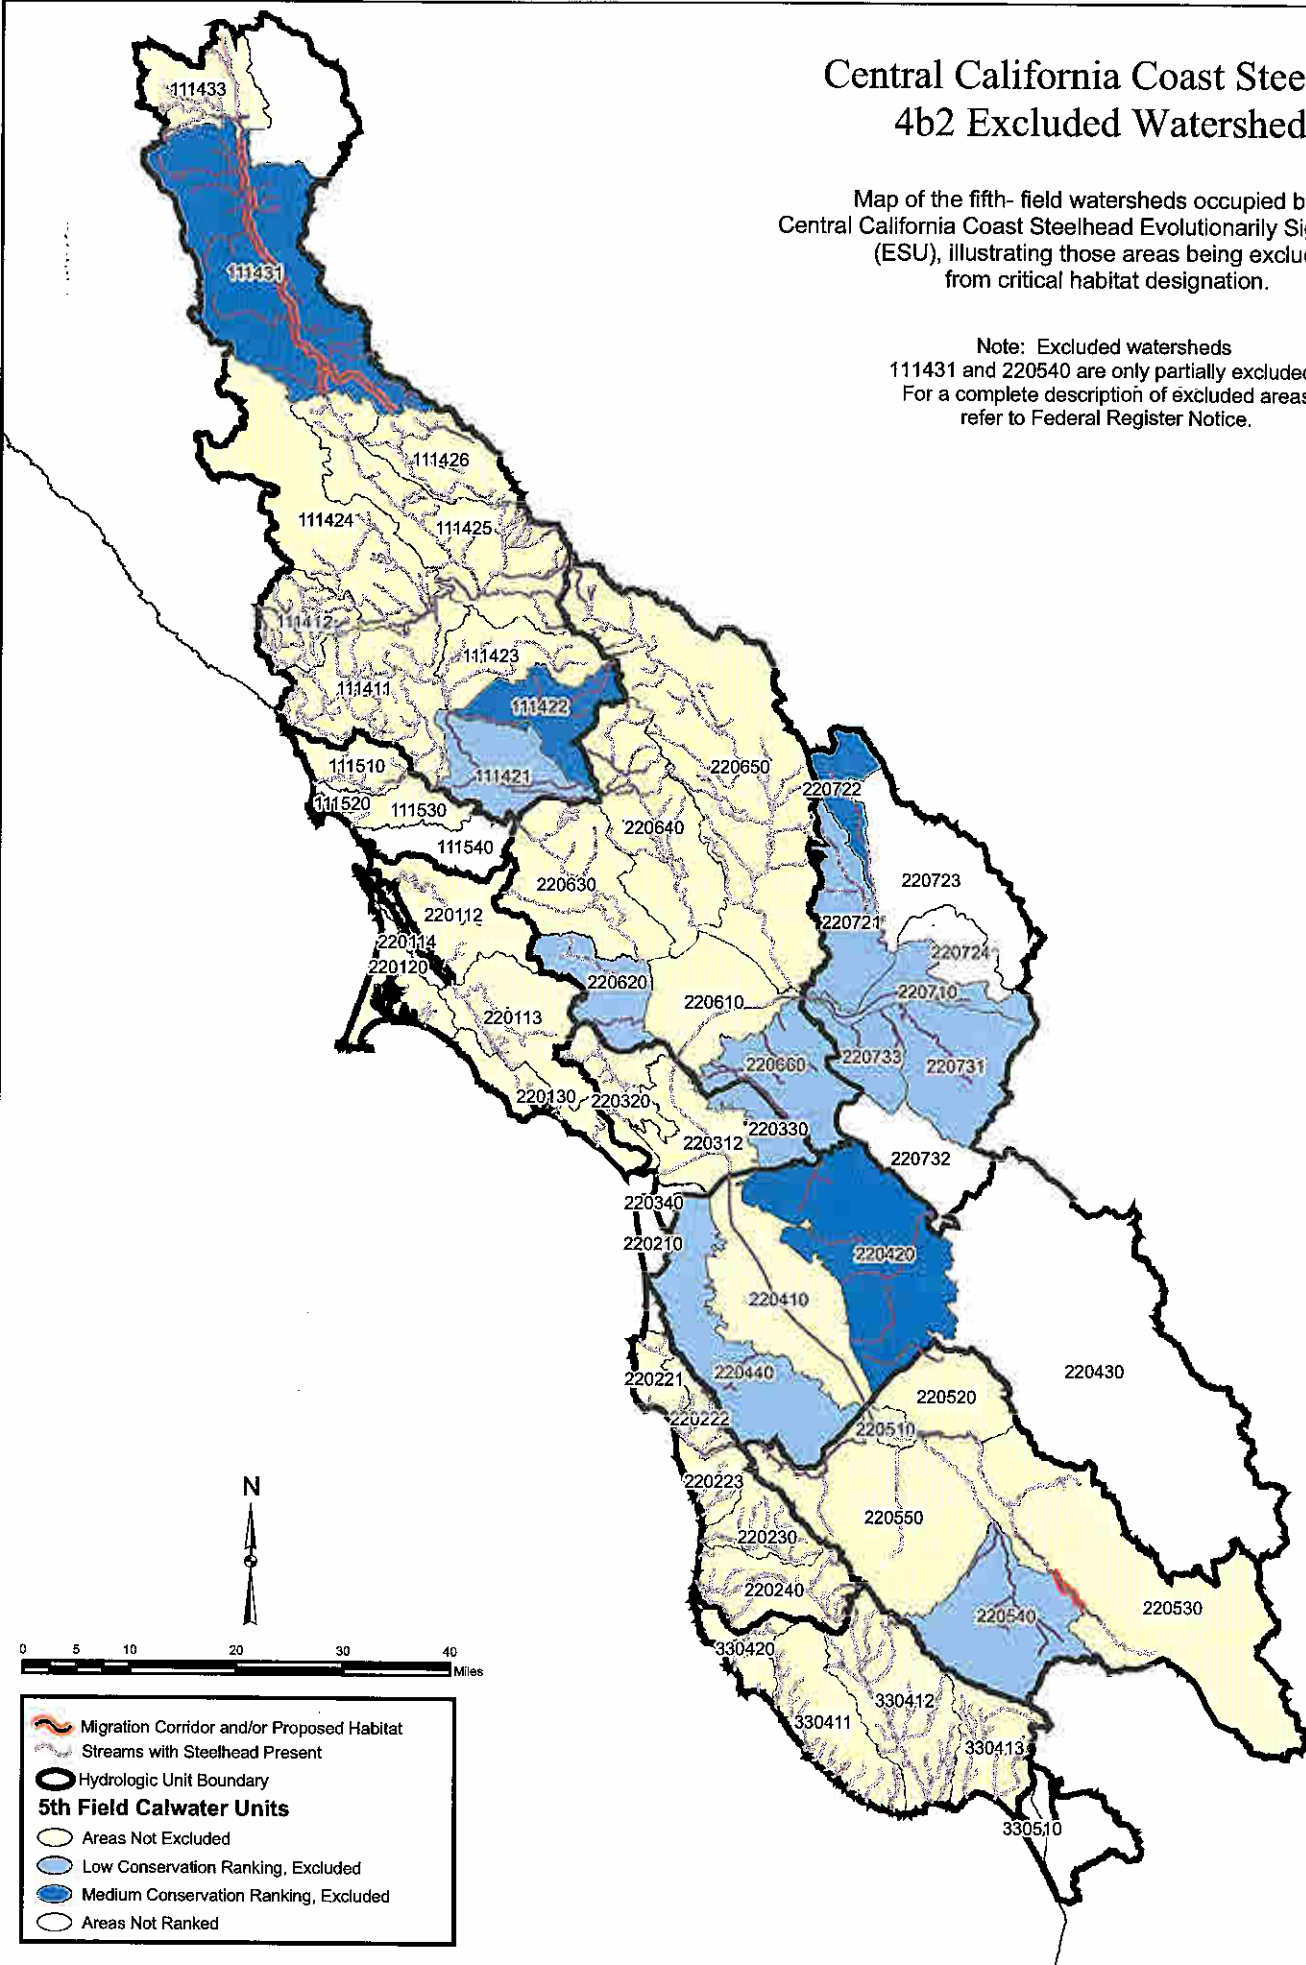 Central California Coast Stee
4b2 Excluded Watershed
Map of the fifth- field watersheds occupied b
Central California Coast Steelhead Evolutionarily Si
(ESU), illustrating those areas being exclu
from critical habitat designation.
Note: Excluded watersheds
111431 and 220540 are only partially excluded
For a complete description of excluded areas
refer to Federal Register Notice.
111433
111431
111426
111424
111425
111412
111423
111411
111422
111421
111510
111520
111530
111540
220650
220722
220640
220630
220723
220112
220721
220114
220724
220120
220620
220710
220610
220113
220733
220660
220731
220130
220320
220330
220312
220732
220340
220210
220420
220410
220430
220440
220221
220520
220222
220510
220223
220550
220230
220240
220540
220530
330420
330412
330411
330413
330510
N
0 5 10 20 30 40
Miles
Migration Corridor and/or Proposed Habitat
Streams with Steelhead Present
Hydrologic Unit Boundary
5th Field Calwater Units
Areas Not Excluded
Low Conservation Ranking, Excluded
Medium Conservation Ranking, Excluded
Areas Not Ranked